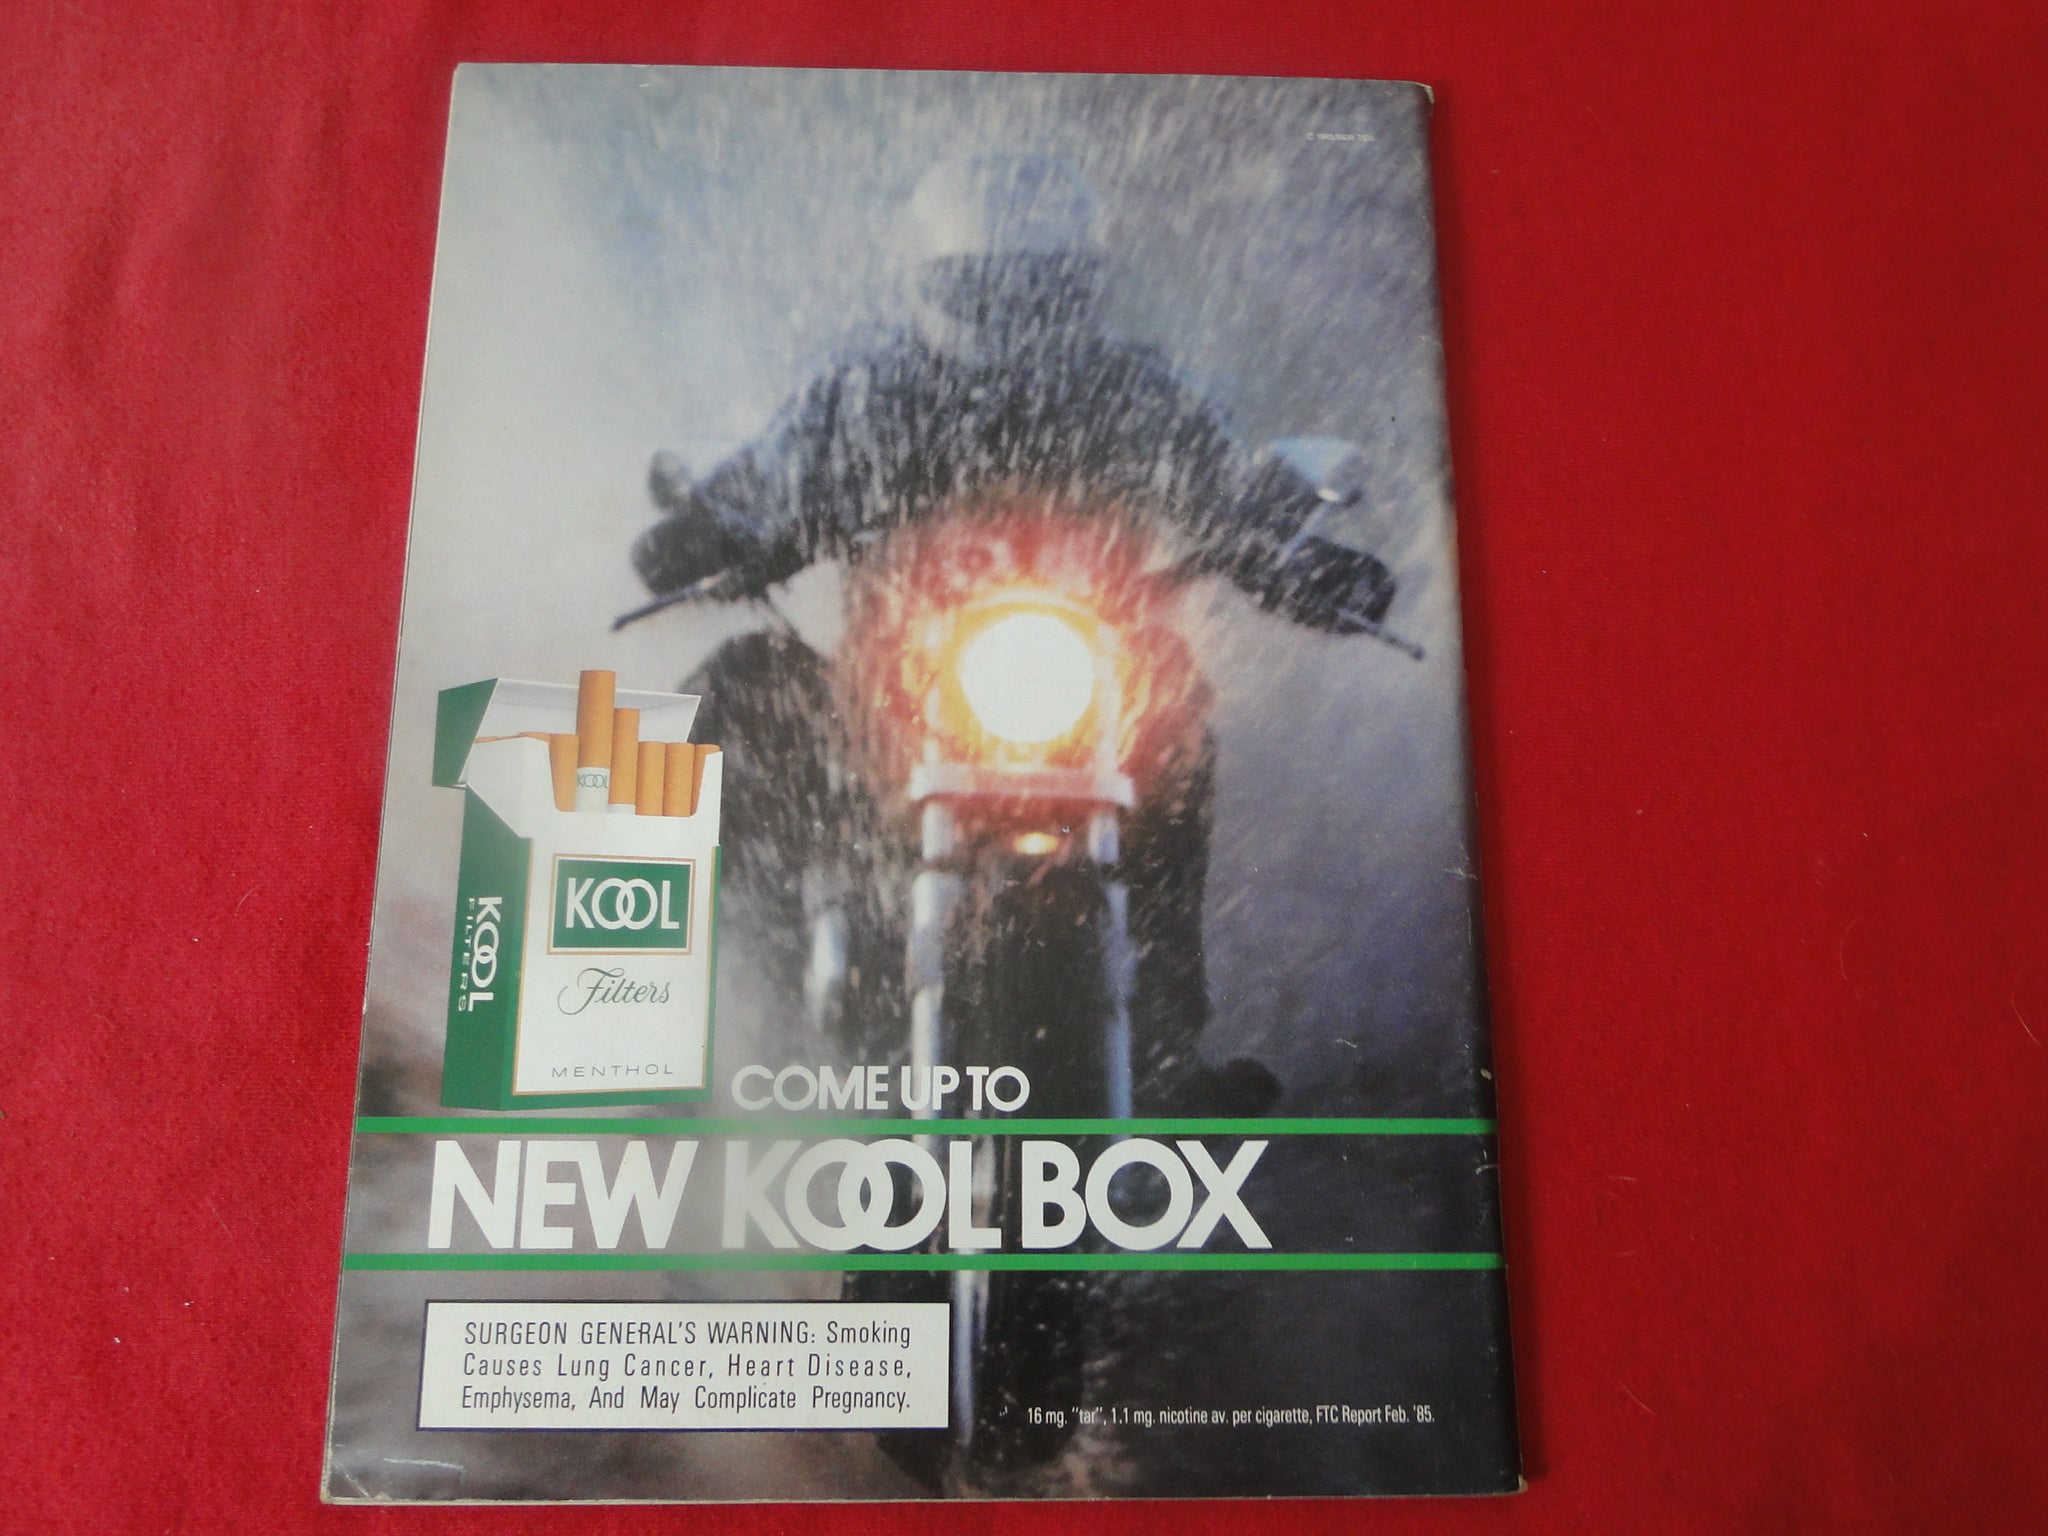 KOOL
KOOL
FILTERS
KOOL
Filters
MENTHOL
COME UP TO
NEW KOOL BOX
SURGEON GENERAL'S WARNING: Smoking
Causes Lung Cancer, Heart Disease,
Emphysema, And May Complicate Pregnancy.
16 mg. "tar", 1.1 mg. nicotine av. per cigarette, FTC Report Feb. '85.